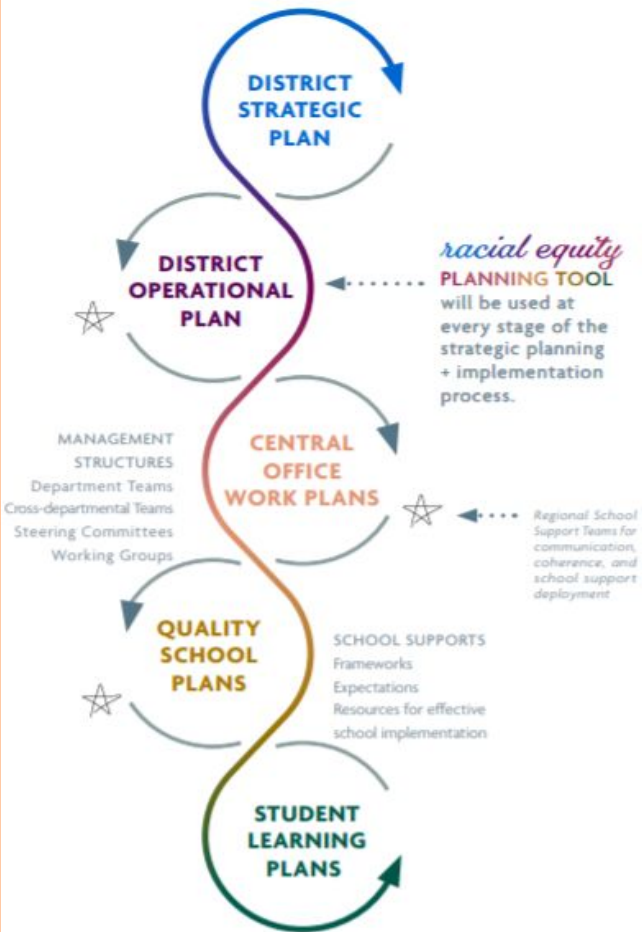 DISTRICT
STRATEGIC
PLAN
DISTRICT
OPERATIONAL
PLAN
racial equity
PLANNING TOOL
will be used at
every stage of the
strategic planning
+ implementation
process.
MANAGEMENT
STRUCTURES
Department Teams
Cross-departmental Teams
Steering Committees
Working Groups
CENTRAL
OFFICE
WORK PLANS
Regional School
Support Teams for
communication,
coherence, and
school support
deployment
QUALITY
SCHOOL
PLANS
SCHOOL SUPPORTS
Frameworks
Expectations
Resources for effective
school implementation
STUDENT
LEARNING
PLANS